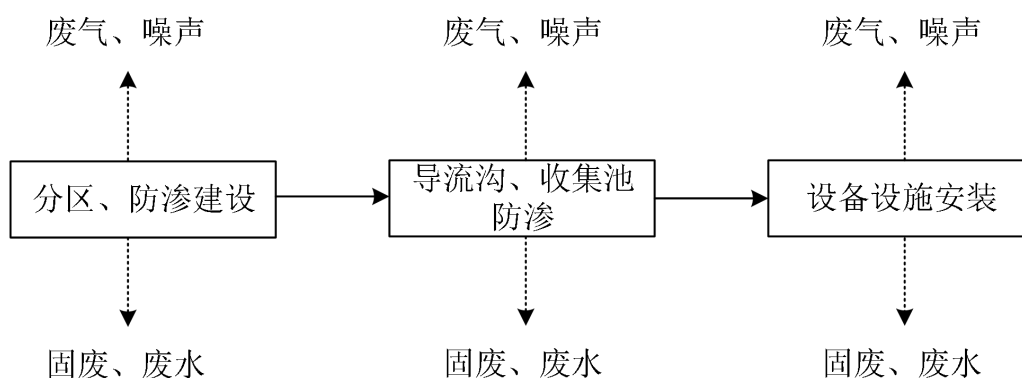 废气、噪声
废气、噪声
废气、噪声
分区、防渗建设
导流沟、收集池
防渗
设备设施安装
固废、废水
固废、废水
固废、废水